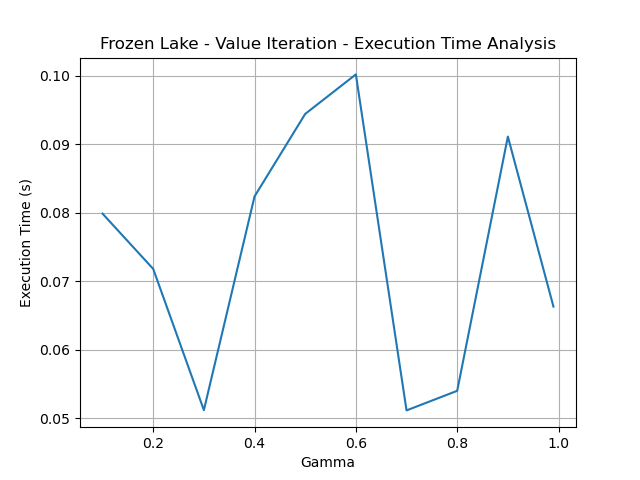 Frozen Lake - Value Iteration - Execution Time Analysis
Execution Time (s)
0.10
0.09
0.08
0.07
0.06
0.05
0.2 0.4 0.6 0.8 1.0
Gamma